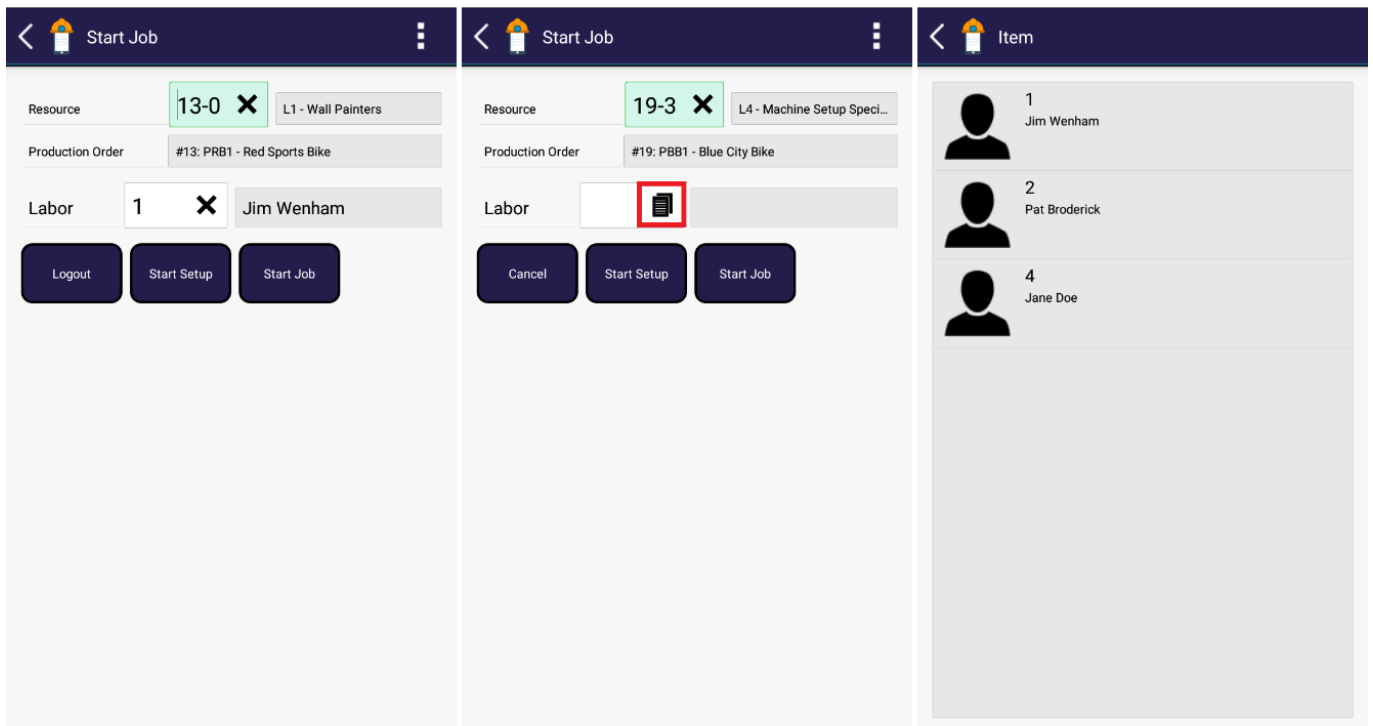 Start Job
Resource 13-0 L1 - Wall Painters
Production Order #13: PRB1 - Red Sports Bike
Labor 1 Jim Wenham
Logout Start Setup Start Job
Start Job
Resource 19-3 L4 - Machine Setup Speci...
Production Order #19: PBB1 - Blue City Bike
Labor
Cancel Start Setup Start Job
Item
1
Jim Wenham
2
Pat Broderick
4
Jane Doe